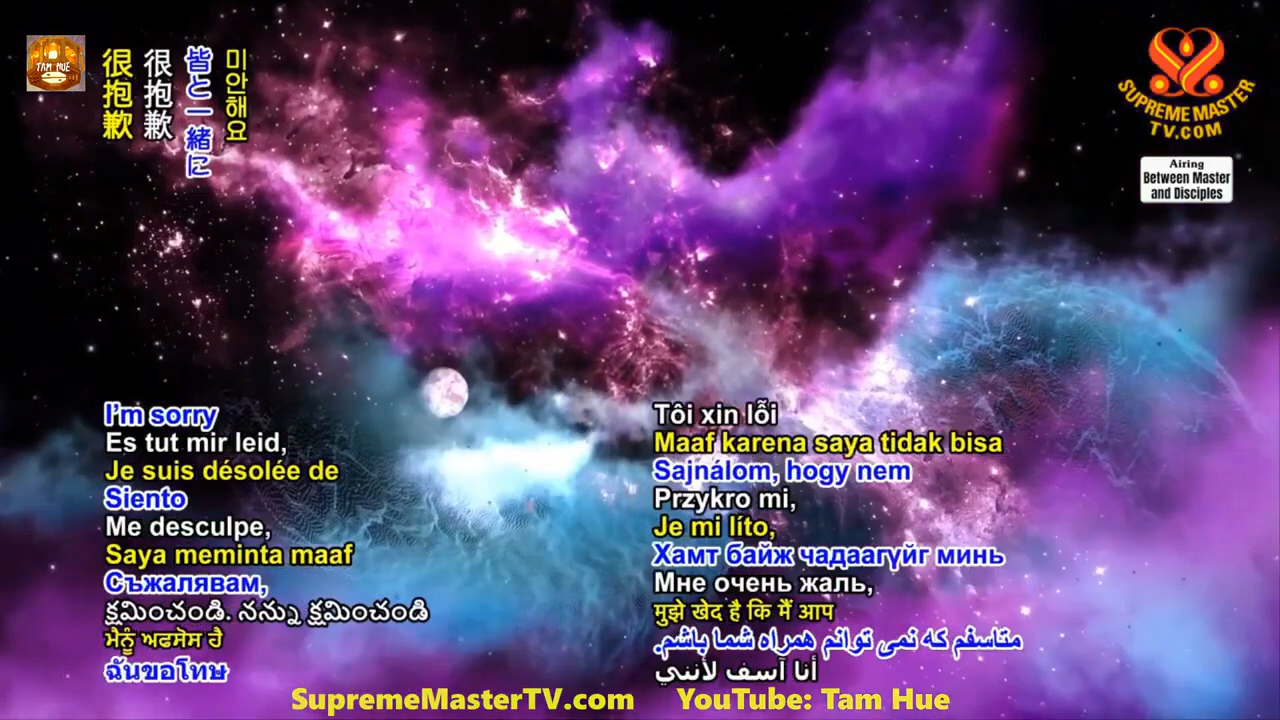 TAM HUE
很抱歉
很抱歉
皆と一緒に
미안해요
SUPREME MASTER
TV.COM
Airing
Between Master
and Disciples
I'm sorry
Es tut mir leid,
Je suis désolée de
Siento
Me desculpe,
Saya meminta maaf
Съжалявам,
క్షమించండి. నన్ను క్షమించండి
ਮੈਨੂੰ ਅਫਸੋਸ ਹੈ
ฉันขอโทษ
Tôi xin lỗi
Maaf karena saya tidak bisa
Sajnálom, hogy nem
Przykro mi,
Je mi líto,
Хамт байж чадаагүйг минь
Мне очень жаль,
मुझे खेद है कि मैं आप
متاسفم که نمی توانم همراه شما باشم.
أنا آسف لأنني
SupremeMasterTV.com YouTube: Tam Hue